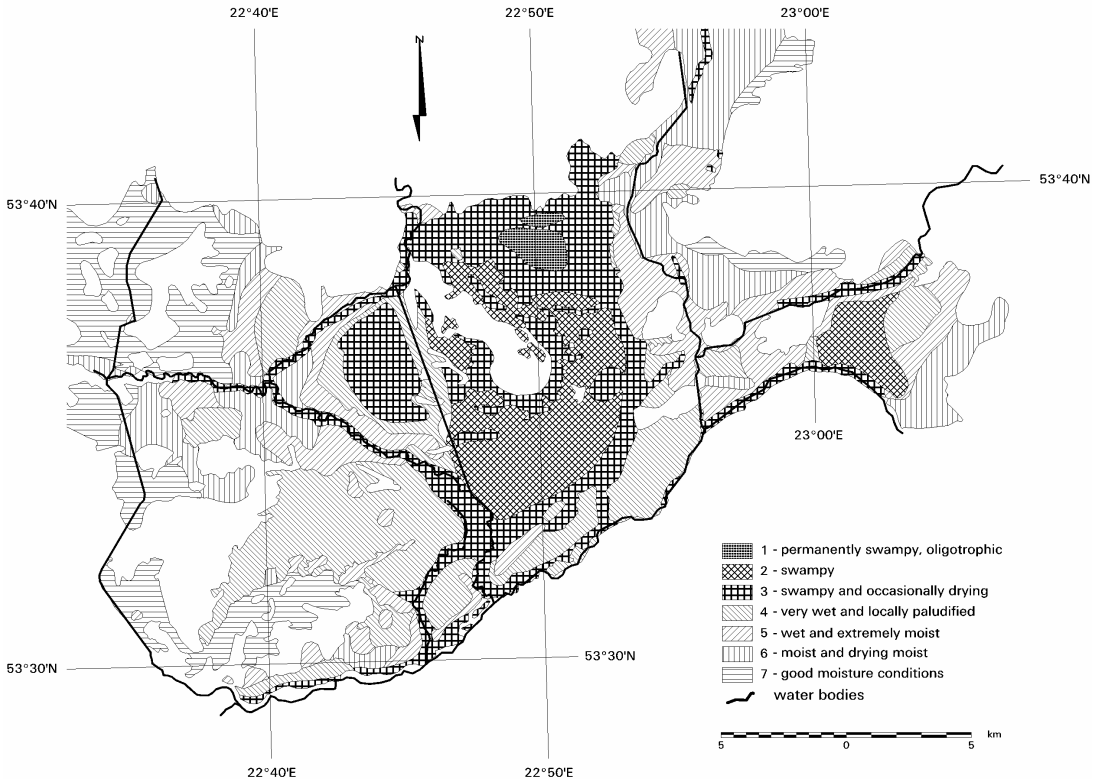 22°40'E 22°50'E 23°00'E
N
53°40'N 53°40'N
23°00'E
1 - permanently swampy, oligotrophic
2 - swampy
3 - swampy and occasionally drying
4 - very wet and locally paludified
5 - wet and extremely moist
6 - moist and drying moist
7 - good moisture conditions
water bodies
53°30'N 53°30'N
km
5 0 5
22°40'E 22°50'E